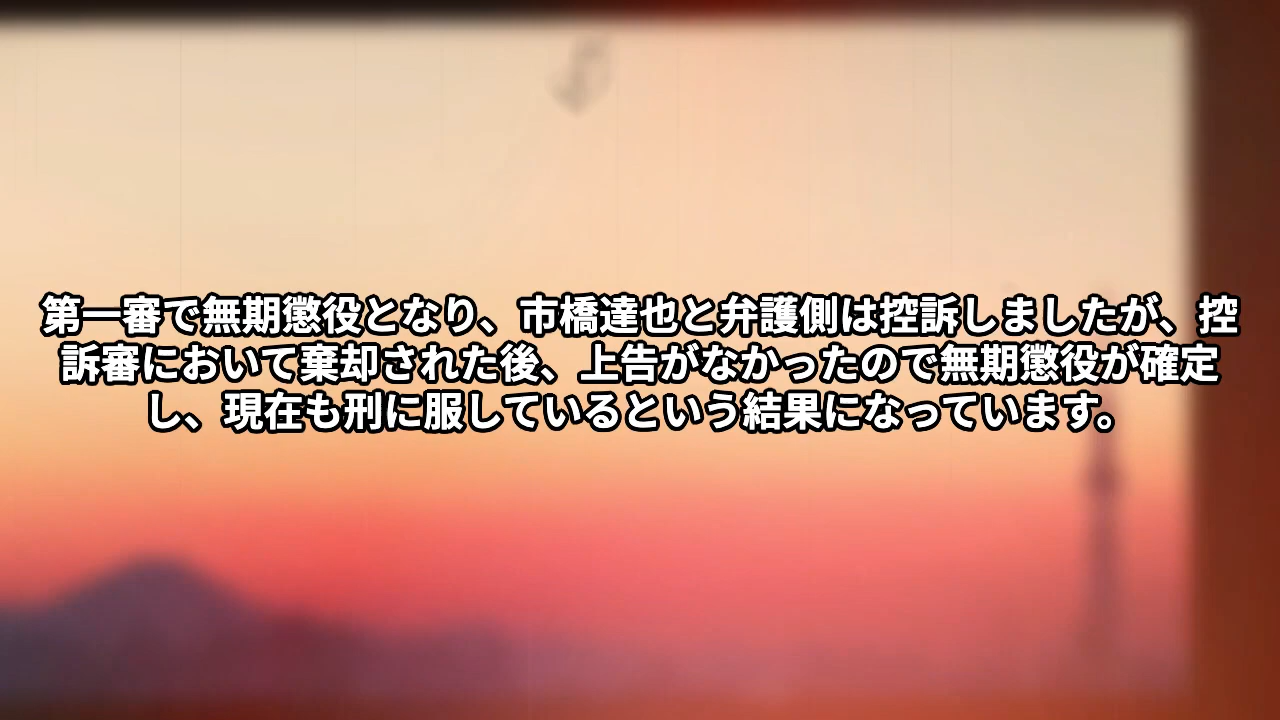 第一審で無期懲役となり、市橋達也と弁護側は控訴しましたが、控
訴審において棄却された後、上告がなかったので無期懲役が確定
し、現在も刑に服しているという結果になっています。